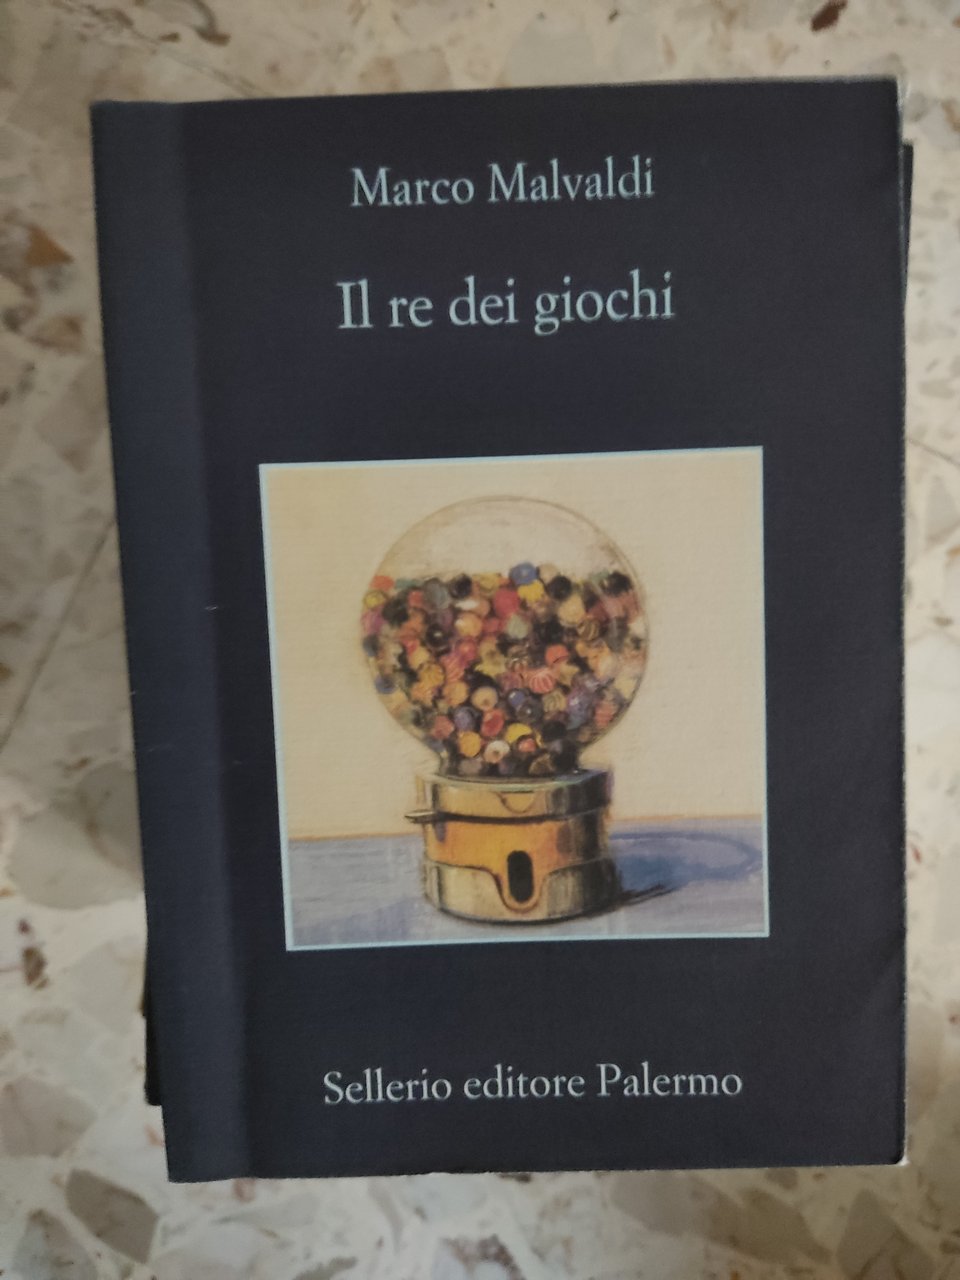 Marco Malvaldi
Il re dei giochi
Sellerio editore Palermo